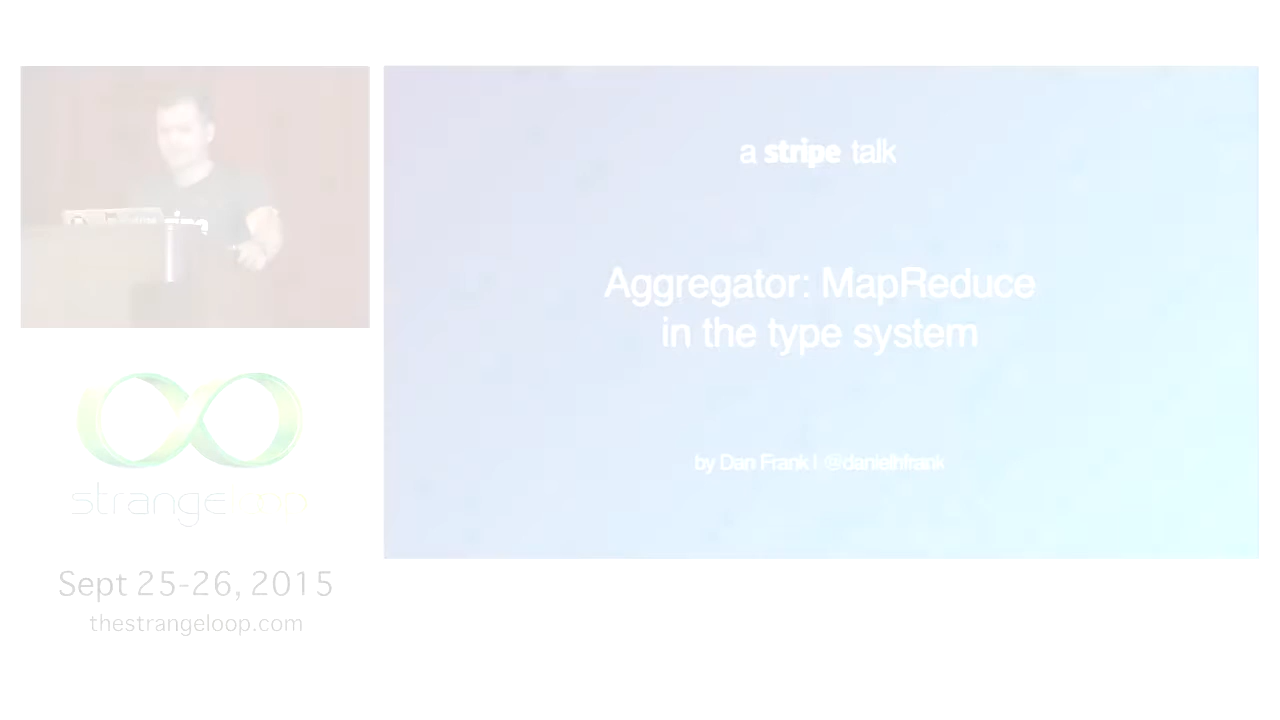 a stripe talk
Aggregator: MapReduce
in the type system
by Dan Frank | @danielhfrank
strangeloop
Sept 25-26, 2015
thestrangeloop.com